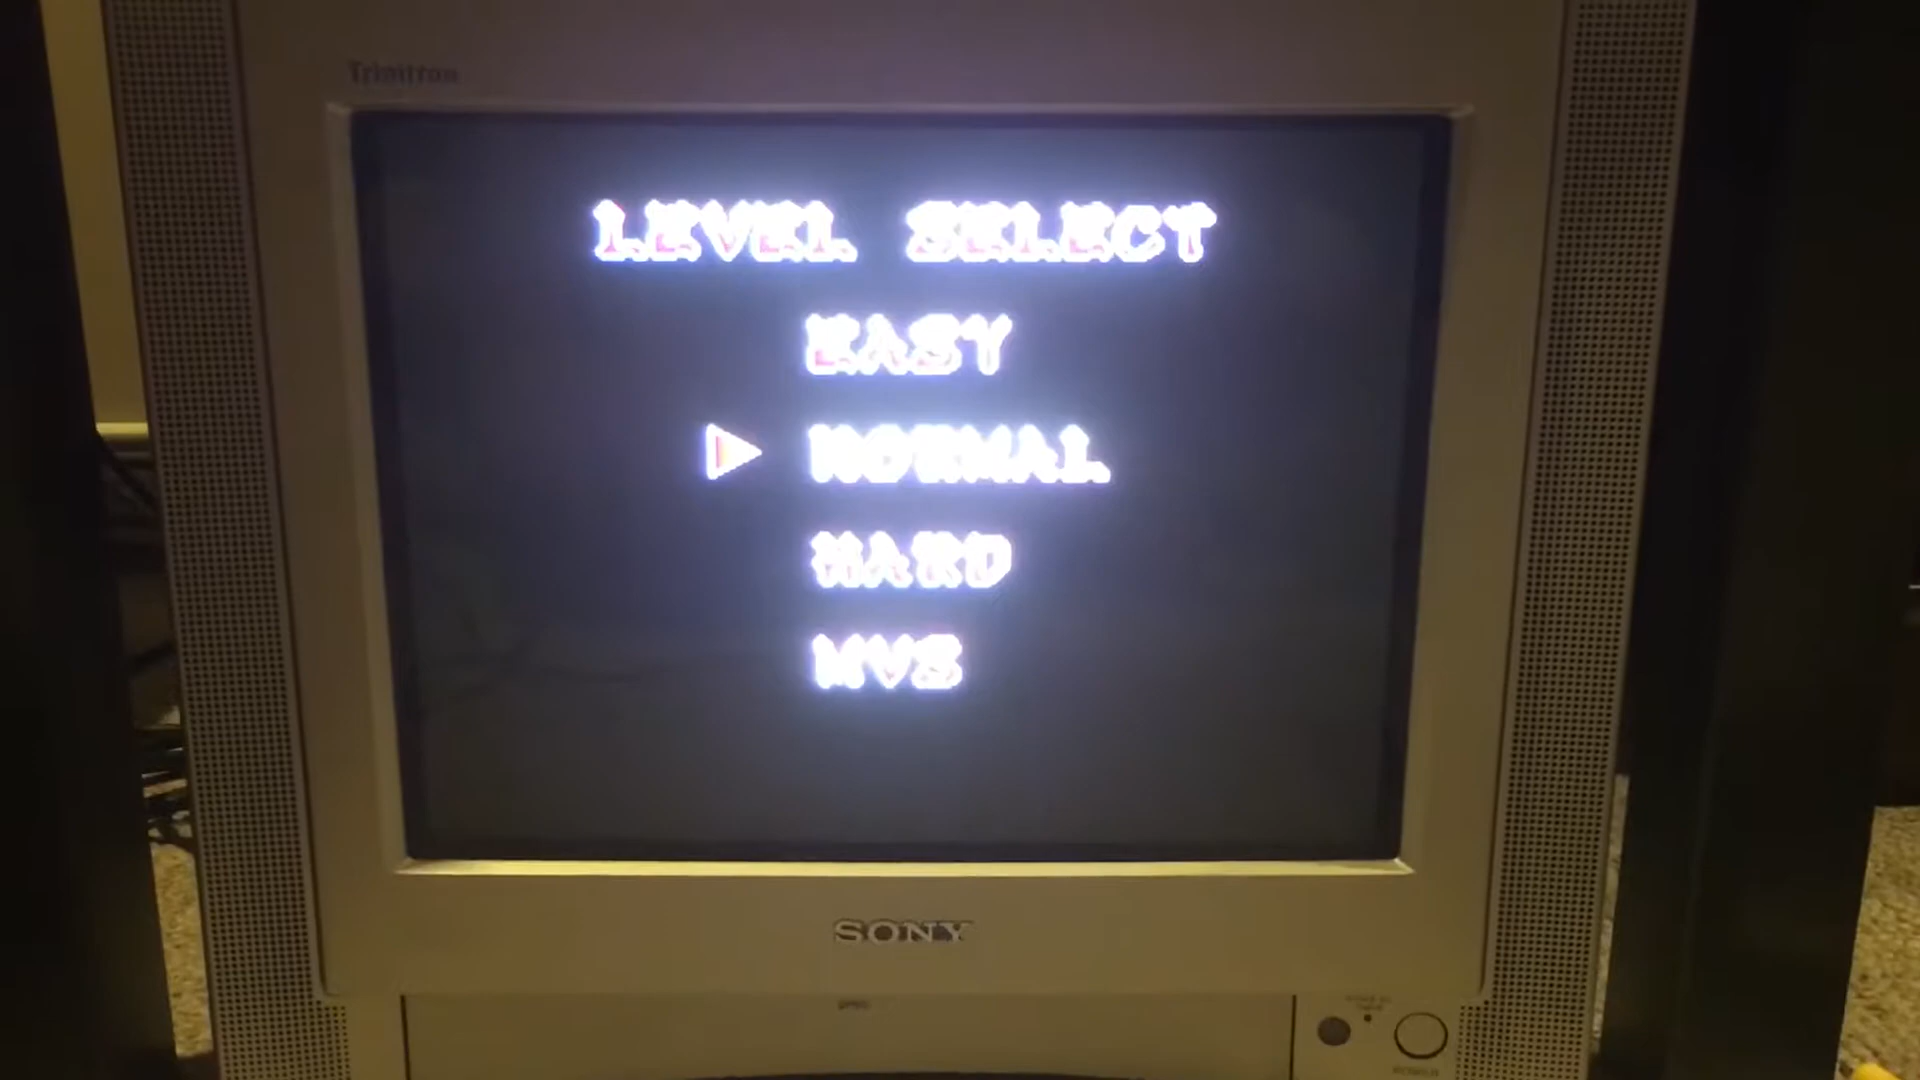 Trinitron
LEVEL SELECT
EASY
NORMAL
HARD
MVS
SONY